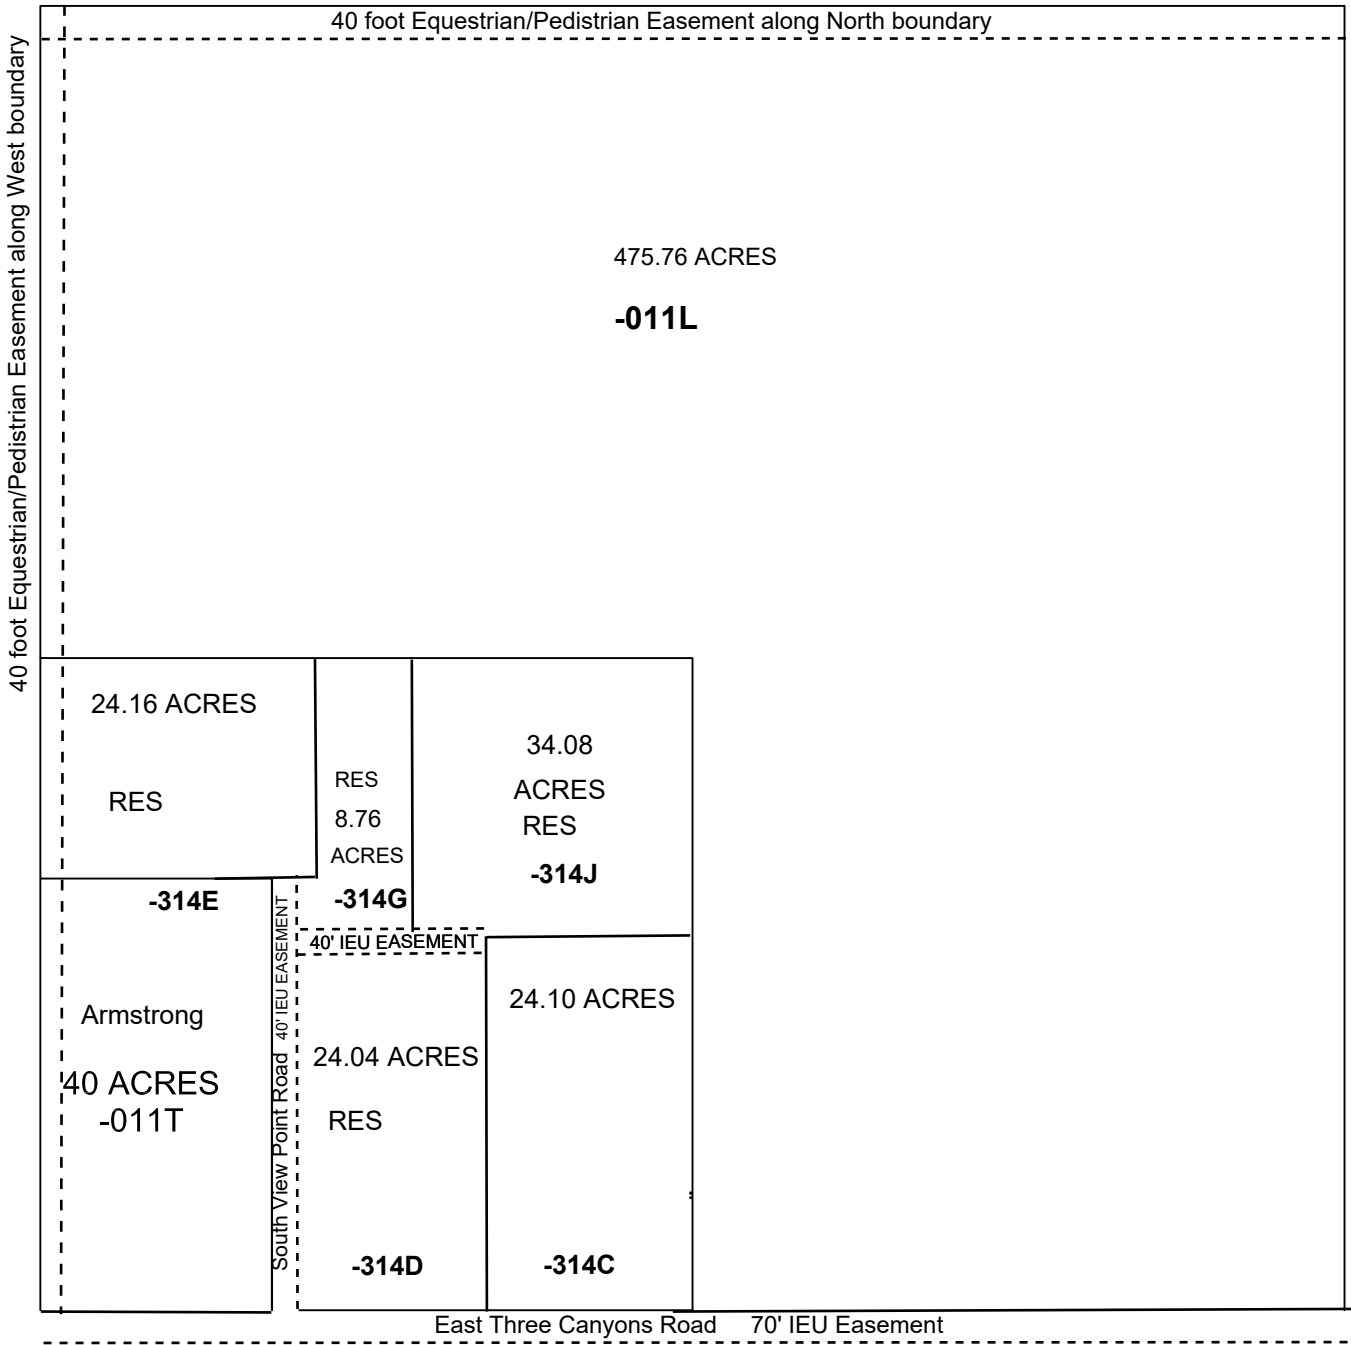 40 foot Equestrian/Pedistrian Easement along North boundary
40 foot Equestrian/Pedistrian Easement along West boundary
475.76 ACRES
-011L
24.16 ACRES
RES
RES
8.76
ACRES
-314G
34.08
ACRES
RES
-314J
-314E
Armstrong
40 ACRES
-011T
South View Point Road 40' IEU EASEMENT
40' IEU EASEMENT
24.04 ACRES
RES
-314D
24.10 ACRES
-314C
East Three Canyons Road 70' IEU Easement